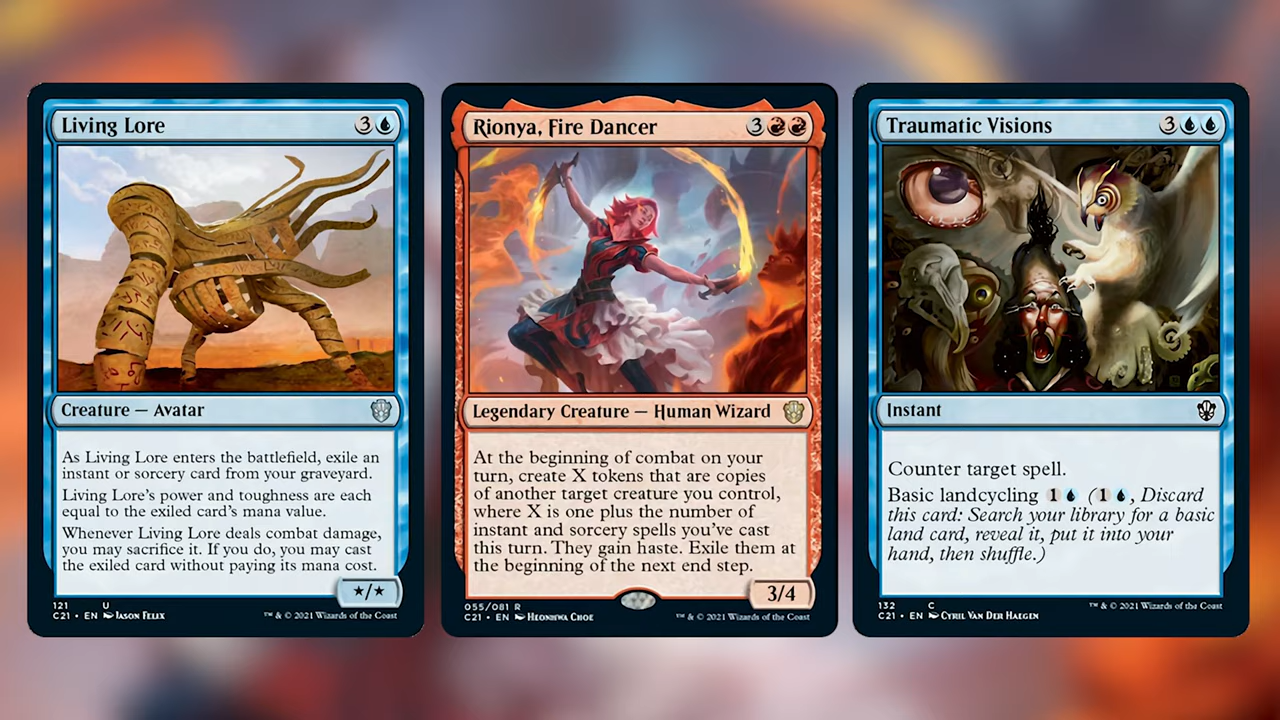 Living Lore 3
Creature — Avatar
As Living Lore enters the battlefield, exile an
instant or sorcery card from your graveyard.
Living Lore's power and toughness are each
equal to the exiled card's mana value.
Whenever Living Lore deals combat damage,
you may sacrifice it. If you do, you may cast
the exiled card without paying its mana cost.
★/★
121 U
C21 • EN Jason Felix
™ & © 2021 Wizards of the Coast
Rionya, Fire Dancer 3
Legendary Creature — Human Wizard
At the beginning of combat on your
turn, create X tokens that are copies
of another target creature you control,
where X is one plus the number of
instant and sorcery spells you've cast
this turn. They gain haste. Exile them at
the beginning of the next end step.
3/4
055/081 R
C21 • EN Heonhwa Choe
™ & © 2021 Wizards of the Coast
Traumatic Visions 3
Instant
Counter target spell.
Basic landcycling 1 (1, Discard
this card: Search your library for a basic
land card, reveal it, put it into your
hand, then shuffle.)
132 C
C21 • EN Cyril Van Der Haegen
™ & © 2021 Wizards of the Coast